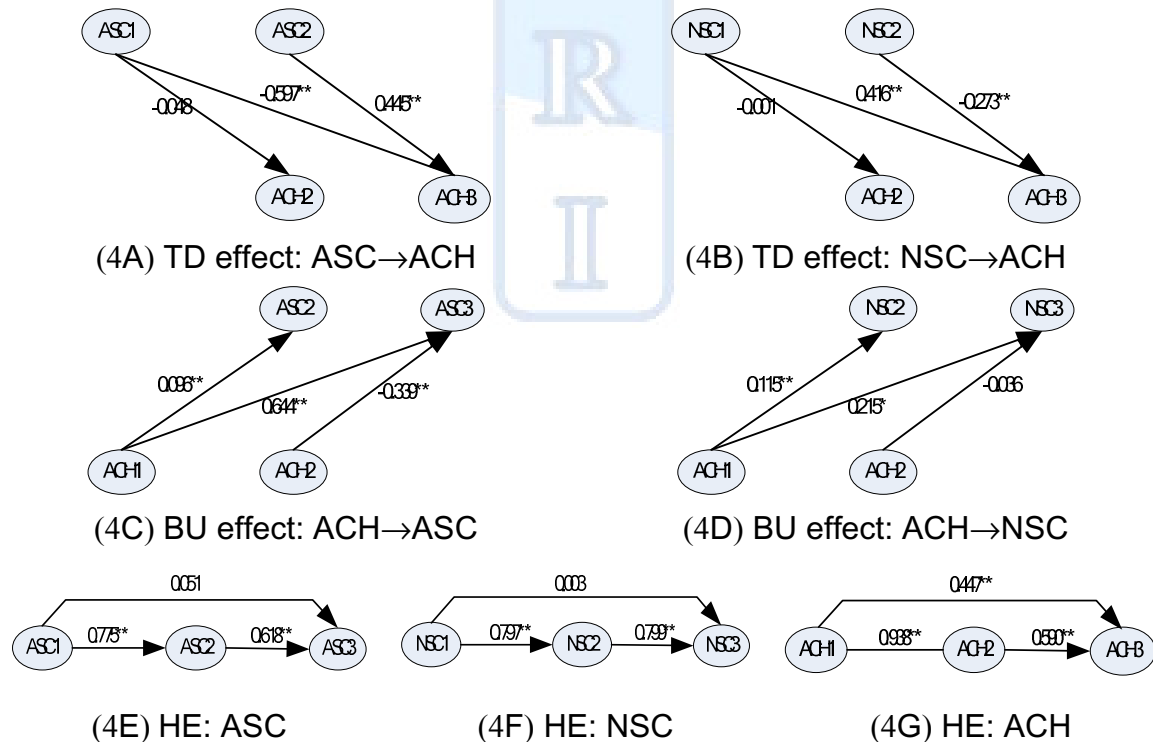 ASC1 ASC2 NSC1 NSC2
-0.048 -0.597** 0.445** -0.001 0.416** -0.273**
ACH2 ACH3 ACH2 ACH3
R
II
(4A) TD effect: ASC→ACH (4B) TD effect: NSC→ACH
ASC2 ASC3 NSC2 NSC3
0.096** 0.644** -0.339** 0.115** 0.215* -0.036
ACH1 ACH2 ACH1 ACH2
(4C) BU effect: ACH→ASC (4D) BU effect: ACH→NSC
0.051 0.003 0.447**
ASC1 0.775** ASC2 0.618** ASC3 NSC1 0.797** NSC2 0.799** NSC3 ACH1 0.938** ACH2 0.590** ACH3
(4E) HE: ASC (4F) HE: NSC (4G) HE: ACH